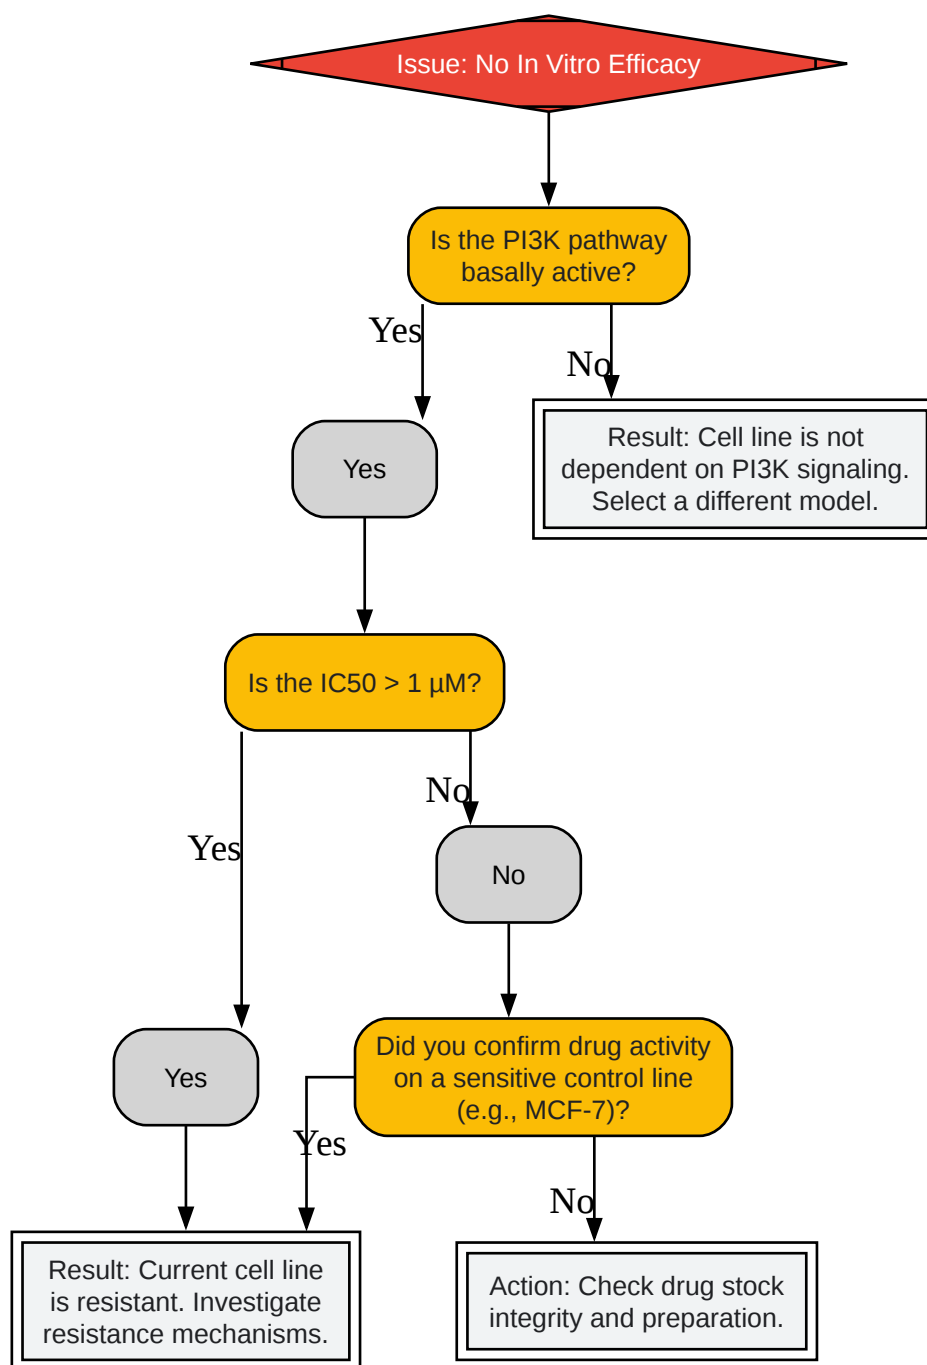 Issue: No In Vitro Efficacy
Is the PI3K pathway
basally active?
Yes
No
Result: Cell line is not
dependent on PI3K signaling.
Select a different model.
Yes
Is the IC50 > 1 µM?
No
Yes
No
Did you confirm drug activity
on a sensitive control line
(e.g., MCF-7)?
Yes
Yes
No
Result: Current cell line
is resistant. Investigate
resistance mechanisms.
Action: Check drug stock
integrity and preparation.